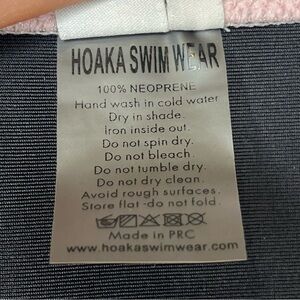 HOAKA SWIM WEAR
100% NEOPRENE
Hand wash in cold water
Dry in shade.
Iron inside out.
Do not spin dry.
Do not bleach.
Do not tumble dry.
Do not dry clean.
Avoid rough surfaces.
Store flat -do not fold.
Made in PRC
www.hoakaswimwear.com